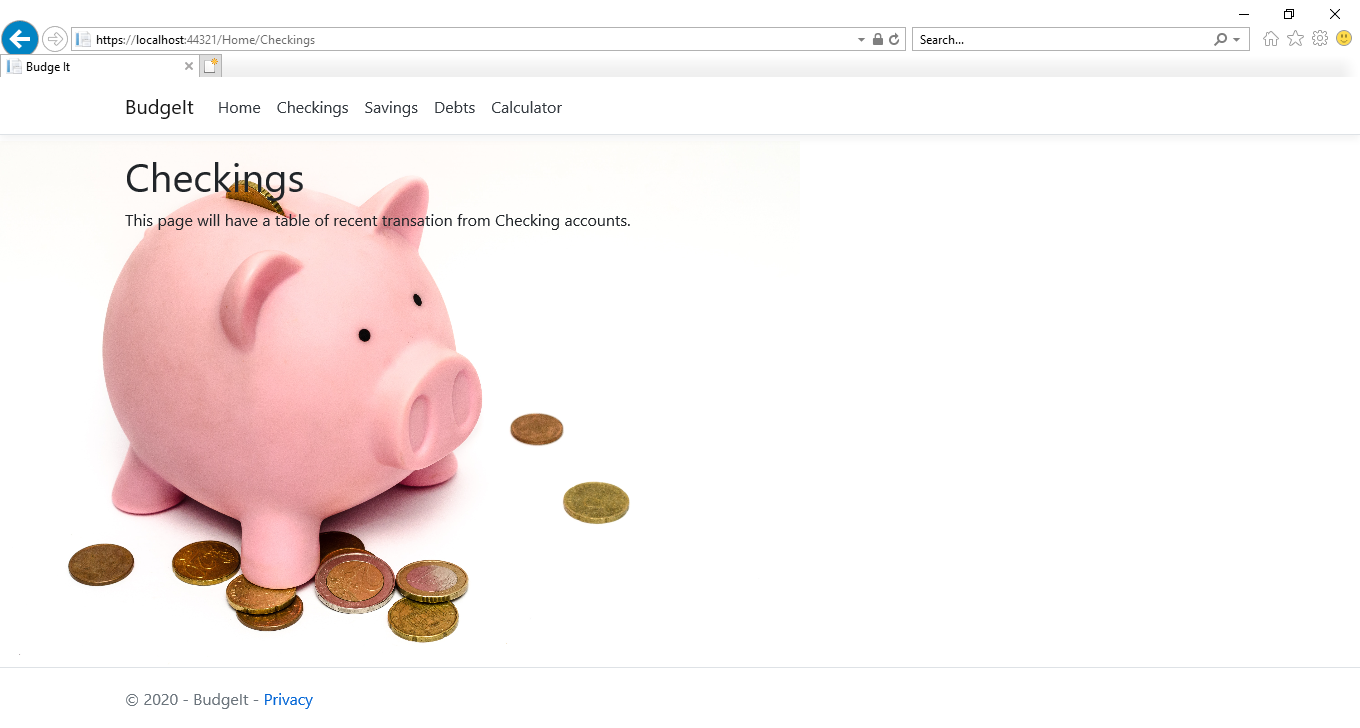 https://localhost:44321/Home/Checkings
Search...
Budge It
BudgeIt Home Checkings Savings Debts Calculator
Checkings
This page will have a table of recent transation from Checking accounts.
© 2020 - BudgeIt - Privacy